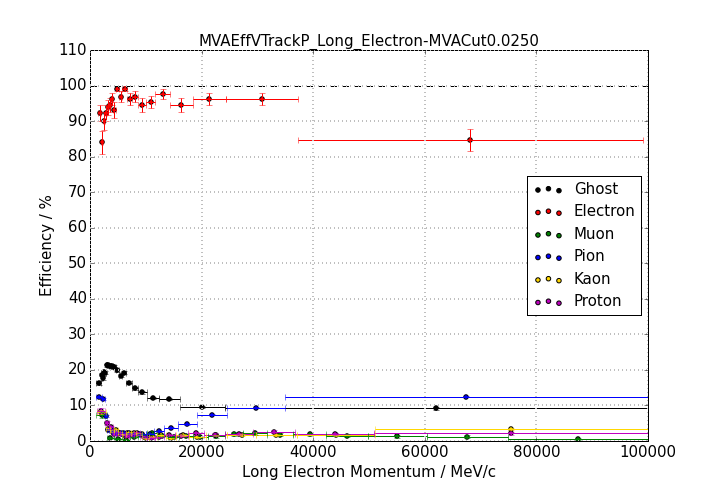 MVAEffVTrackP_Long_Electron-MVACut0.0250
110
100
90
80
70
60
50
40
30
20
10
0
Efficiency / %
Ghost
Electron
Muon
Pion
Kaon
Proton
0 20000 40000 60000 80000 100000
Long Electron Momentum / MeV/c